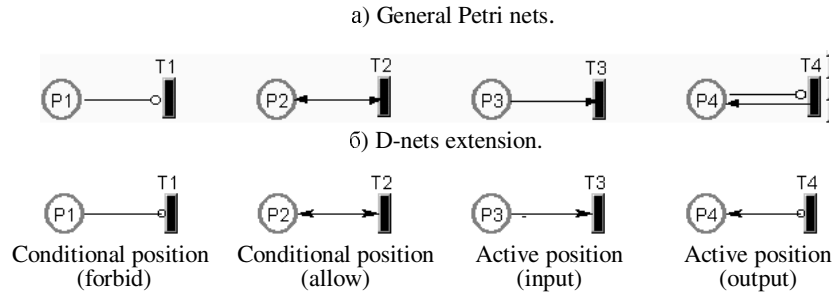 а) General Petri nets.
T1 T2 T3 T4
P1 P2 P3 P4
б) D-nets extension.
T1 T2 T3 T4
P1 P2 P3 P4
Conditional position Conditional position Active position Active position
(forbid) (allow) (input) (output)